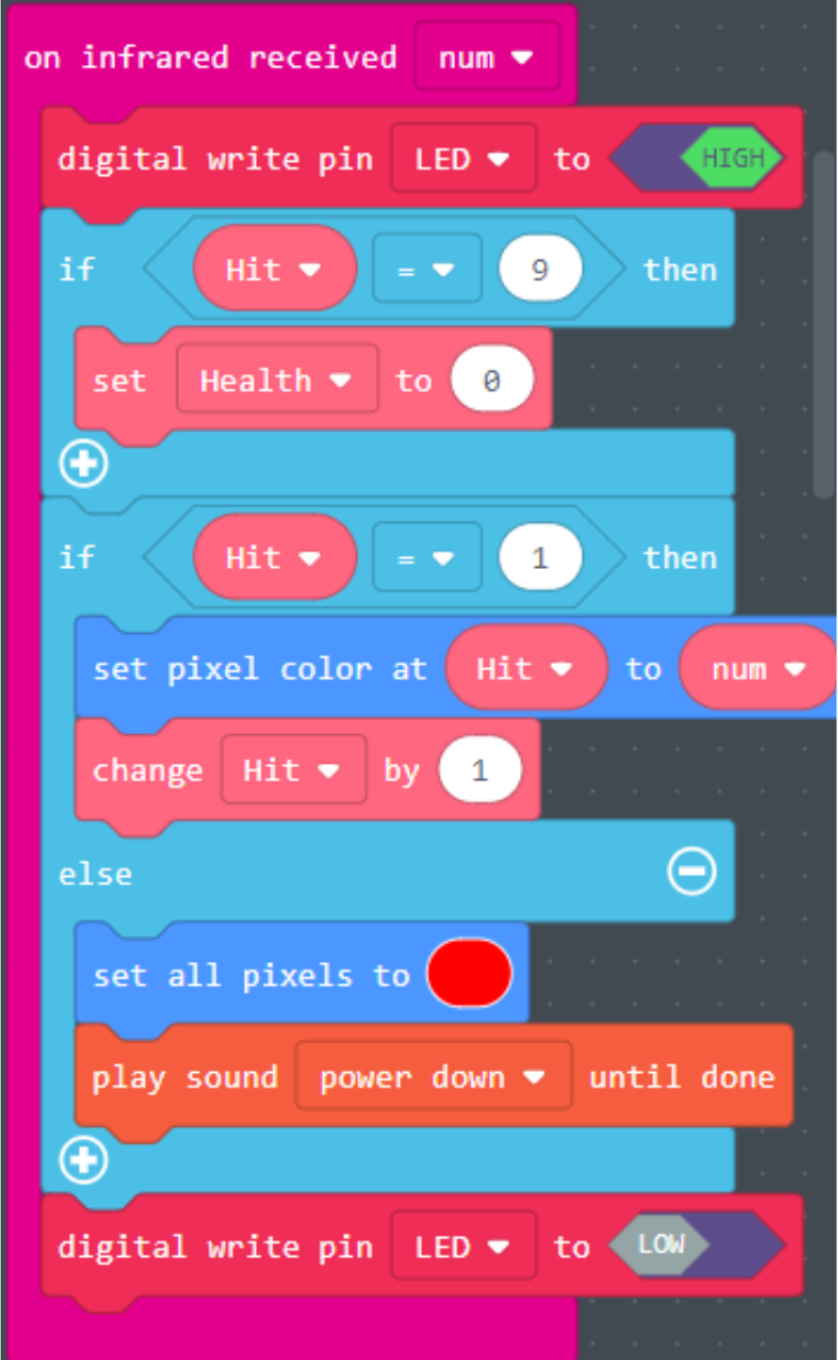 on infrared received num
digital write pin LED to HIGH
if Hit = 9 then
set Health to 0
if Hit = 1 then
set pixel color at Hit to num
change Hit by 1
else
set all pixels to
play sound power down until done
digital write pin LED to LOW